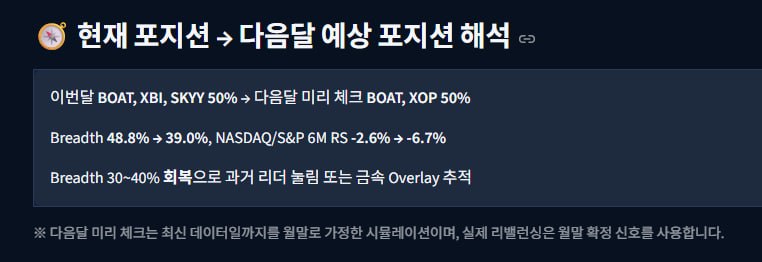 현재 포지션 → 다음달 예상 포지션 해석
이번달 BOAT, XBI, SKYY 50% → 다음달 미리 체크 BOAT, XOP 50%
Breadth 48.8% → 39.0%, NASDAQ/S&P 6M RS -2.6% → -6.7%
Breadth 30~40% 회복으로 과거 리더 눌림 또는 금속 Overlay 추적
※ 다음달 미리 체크는 최신 데이터일까지를 월말로 가정한 시뮬레이션이며, 실제 리밸런싱은 월말 확정 신호를 사용합니다.